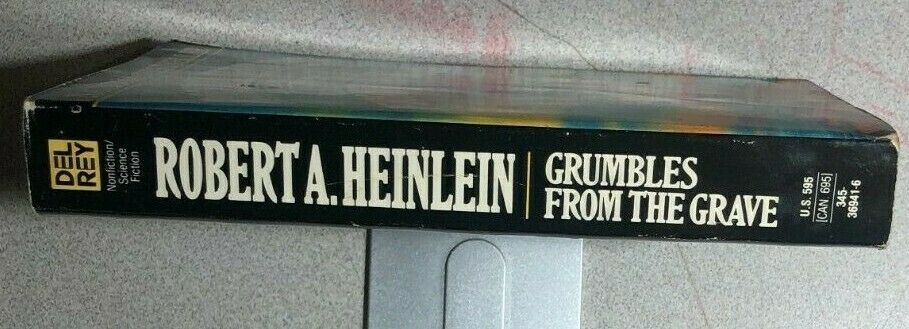 DEL
REY
Nonfiction/
Science
Fiction
ROBERT A. HEINLEIN
GRUMBLES
FROM THE GRAVE
U.S. 595
[CAN. 695]
345-
36941-6